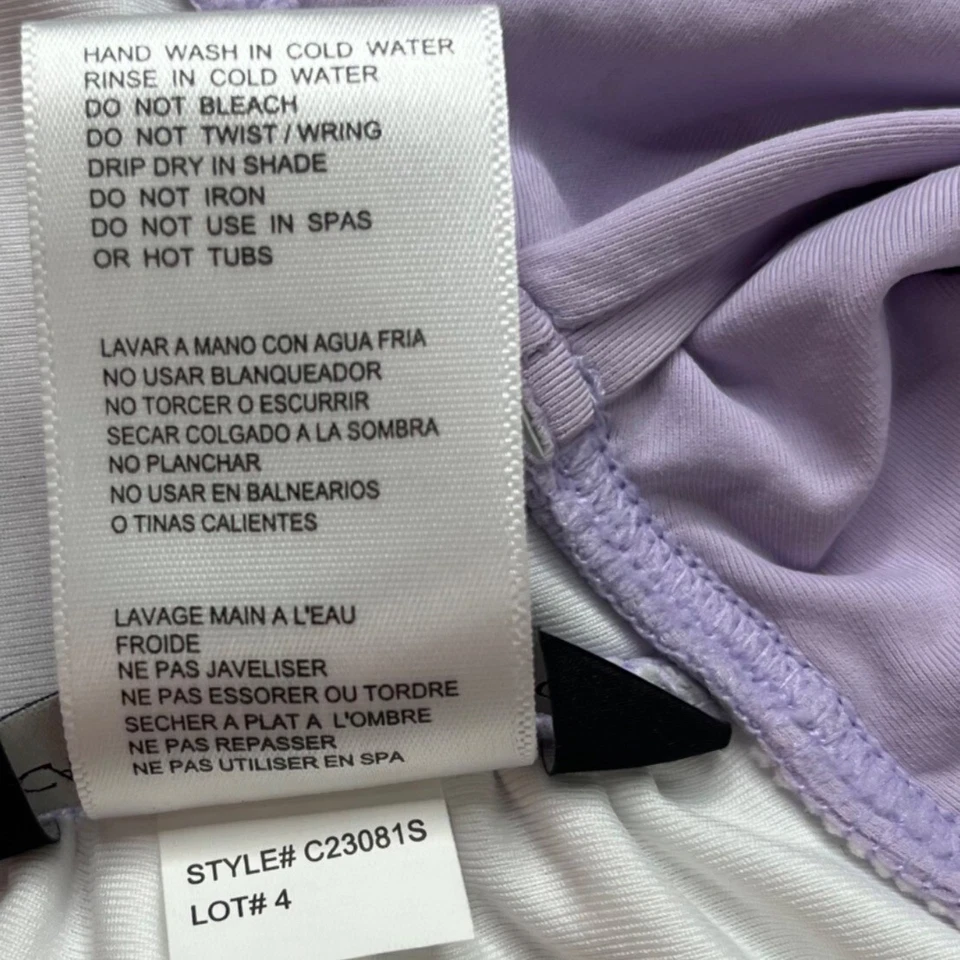 HAND WASH IN COLD WATER
RINSE IN COLD WATER
DO NOT BLEACH
DO NOT TWIST / WRING
DRIP DRY IN SHADE
DO NOT IRON
DO NOT USE IN SPAS
OR HOT TUBS
LAVAR A MANO CON AGUA FRIA
NO USAR BLANQUEADOR
NO TORCER O ESCURRIR
SECAR COLGADO A LA SOMBRA
NO PLANCHAR
NO USAR EN BALNEARIOS
O TINAS CALIENTES
LAVAGE MAIN A L'EAU
FROIDE
NE PAS JAVELISER
NE PAS ESSORER OU TORDRE
SECHER A PLAT A L'OMBRE
NE PAS REPASSER
NE PAS UTILISER EN SPA
STYLE# C23081S
LOT# 4